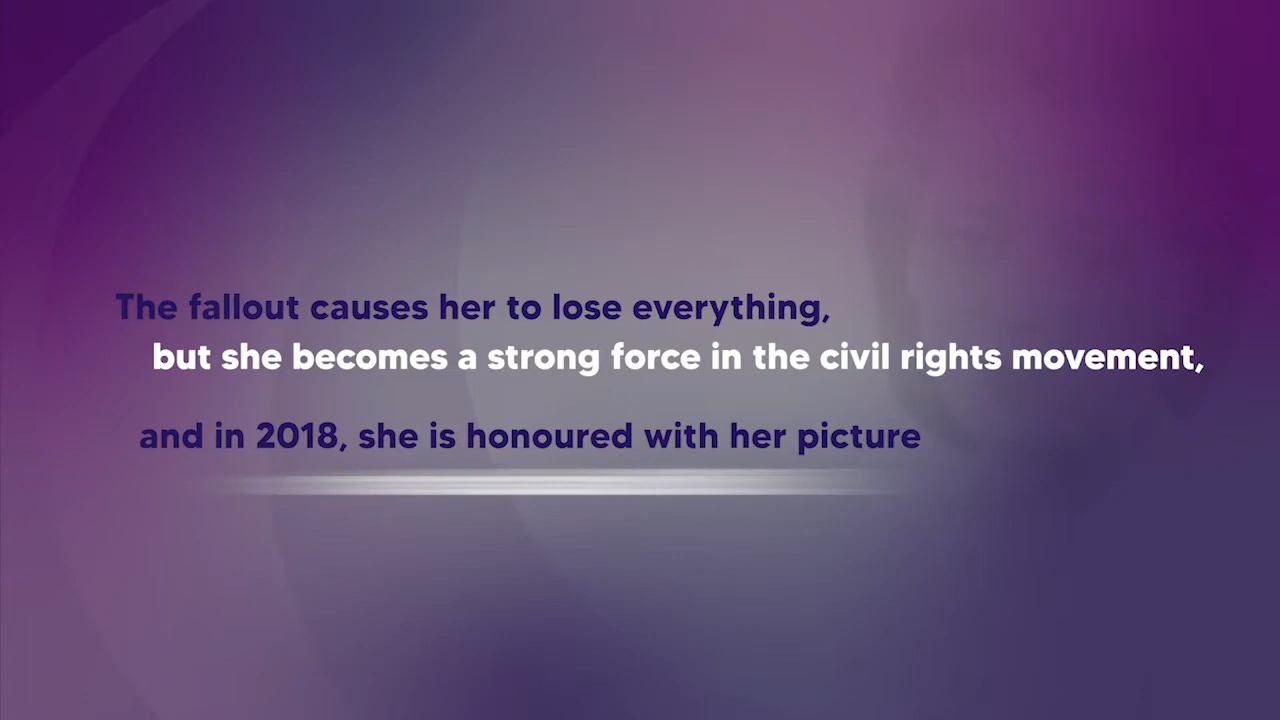 The fallout causes her to lose everything,
but she becomes a strong force in the civil rights movement,
and in 2018, she is honoured with her picture